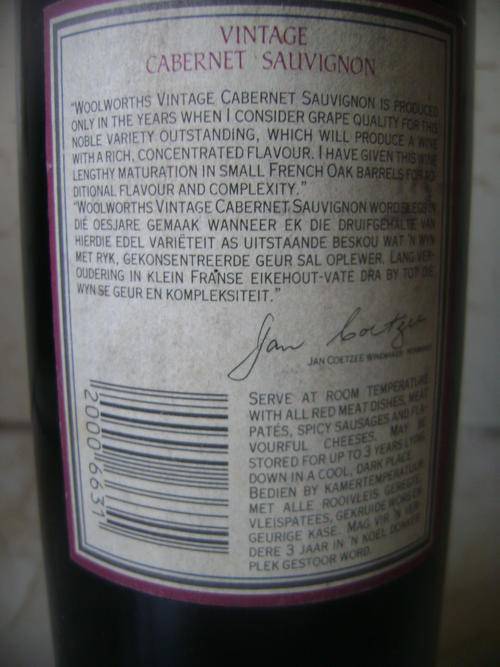 VINTAGE
CABERNET SAUVIGNON
"WOOLWORTHS VINTAGE CABERNET SAUVIGNON IS PRODUCED
ONLY IN THE YEARS WHEN I CONSIDER GRAPE QUALITY FOR THIS
NOBLE VARIETY OUTSTANDING, WHICH WILL PRODUCE A WINE
WITH A RICH, CONCENTRATED FLAVOUR. I HAVE GIVEN THIS WINE
LENGTHY MATURATION IN SMALL FRENCH OAK BARRELS FOR AD-
DITIONAL FLAVOUR AND COMPLEXITY."
"WOOLWORTHS VINTAGE CABERNET SAUVIGNON WORD SLEGS IN
DIE OESJARE GEMAAK WANNEER EK DIE DRUIFGEHALTE VAN
HIERDIE EDEL VARIËTEIT AS UITSTAANDE BESKOU WAT 'N WYN
MET RYK, GEKONSENTREERDE GEUR SAL OPLEWER. LANG VER-
OUDERING IN KLEIN FRANSE EIKEHOUT-VATE DRA BY TOT DIE
WYN SE GEUR EN KOMPLEKSITEIT."
Jan Coetzee
JAN COETZEE WINEMAKER
SERVE AT ROOM TEMPERATURE
WITH ALL RED MEAT DISHES, MEAT
PATÉS, SPICY SAUSAGES AND FLA-
VOURFUL CHEESES. MAY BE
STORED FOR UP TO 3 YEARS LYING
DOWN IN A COOL, DARK PLACE.
BEDIEN BY KAMERTEMPERATUUR
MET ALLE ROOIVLEIS GEREGTE,
VLEISPATEES, GEKRUIDE WORS EN
GEURIGE KASE. MAG VIR 'N VER-
DERE 3 JAAR IN 'N KOEL DONKER
PLEK GESTOOR WORD.
2000 6631